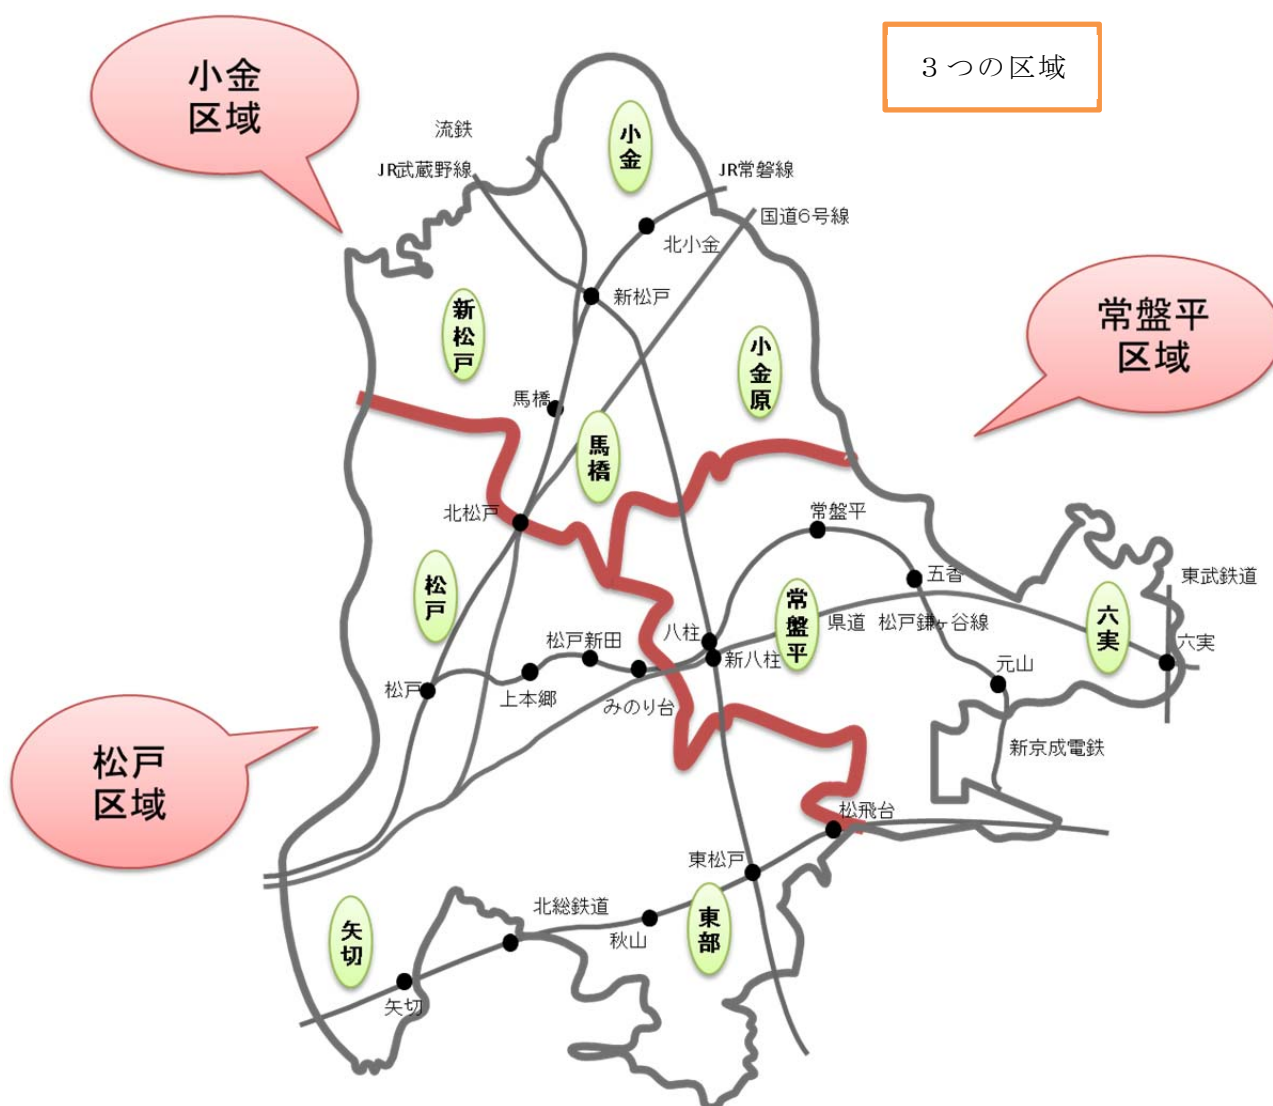 ３つの区域
小金
区域
小金
流鉄
JR武蔵野線
JR常磐線
国道6号線
北小金
新松戸
新松戸
小金原
常盤平
区域
馬橋
馬橋
北松戸
常盤平
五香
東武鉄道
松戸
常盤平
六実
県道 松戸鎌ヶ谷線
八柱
松戸新田
六実
新八柱
元山
松戸
上本郷
みのり台
新京成電鉄
松戸
区域
松飛台
東松戸
矢切
北総鉄道
東部
秋山
矢切